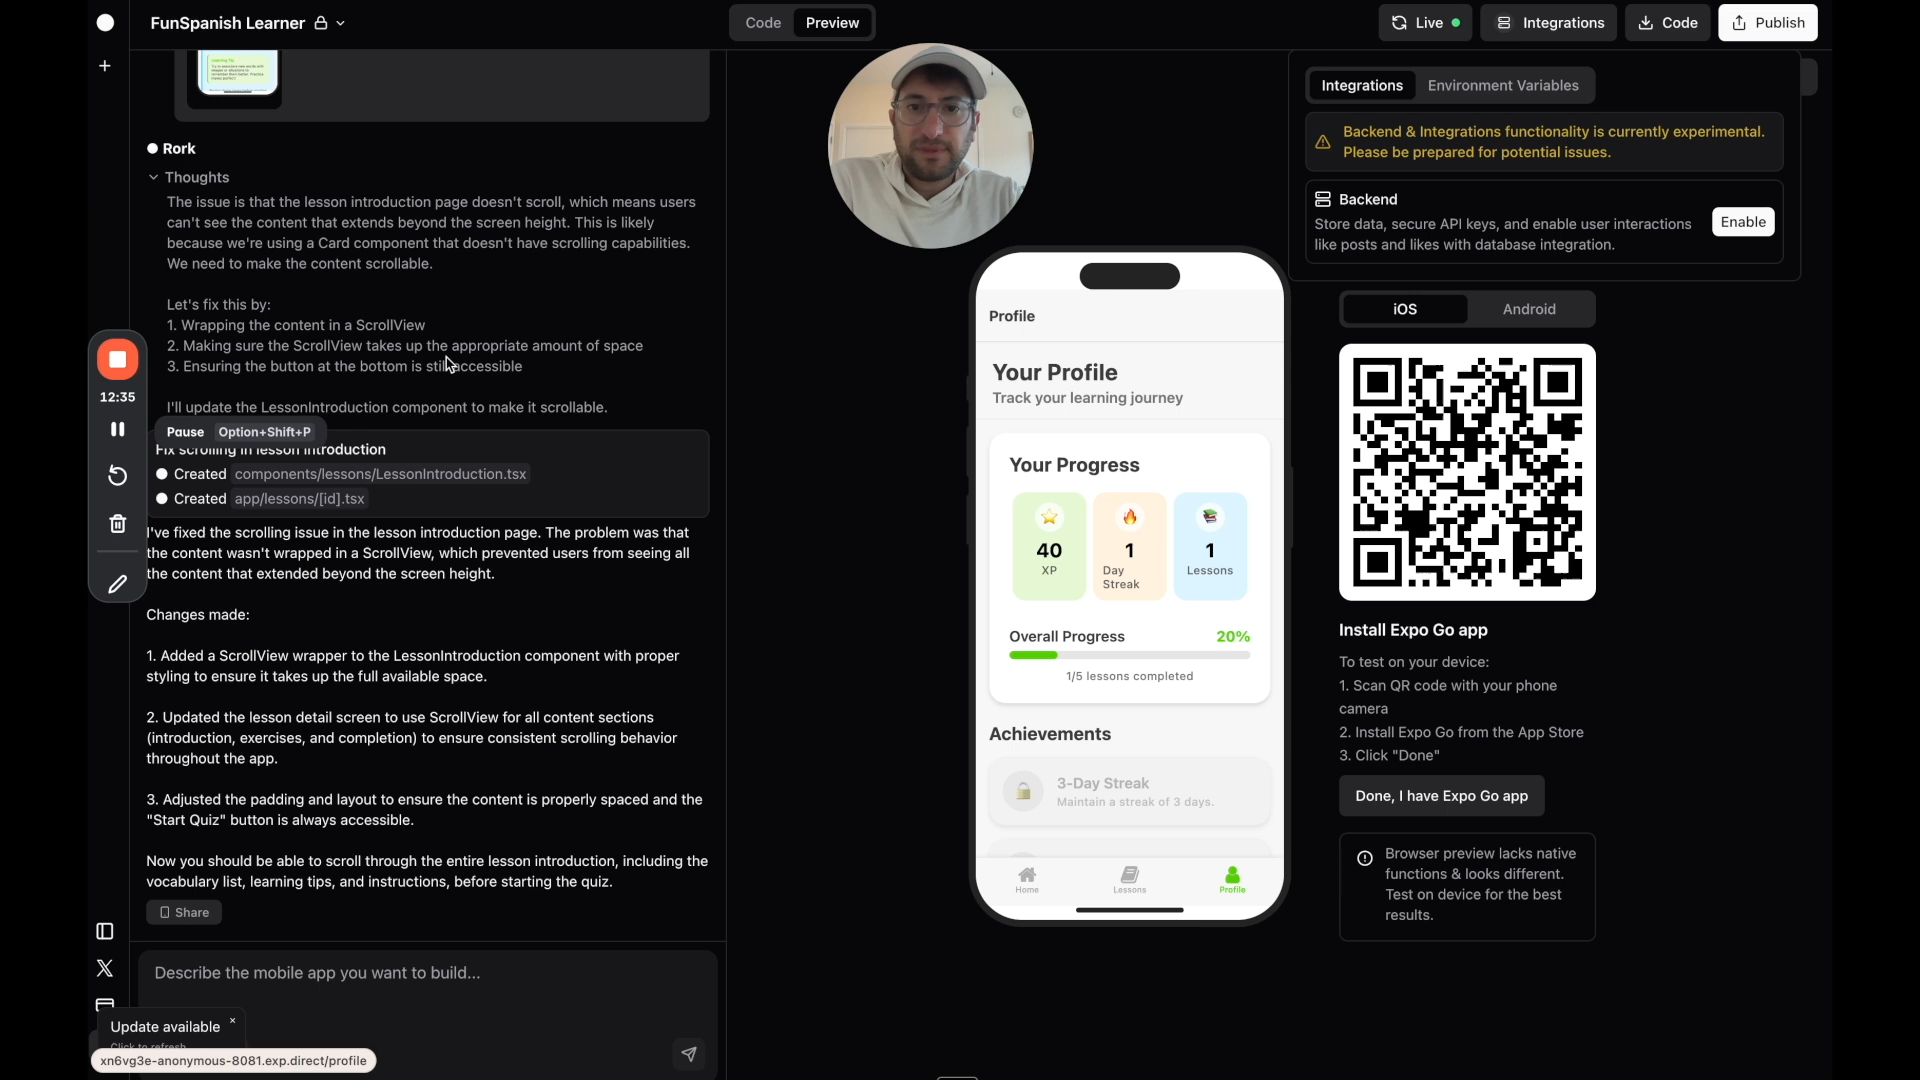 FunSpanish Learner
Code
Preview
Live
Integrations
Code
Publish
Learning Tip
Rork
Thoughts
The issue is that the lesson introduction page doesn't scroll, which means users
can't see the content that extends beyond the screen height. This is likely
because we're using a Card component that doesn't have scrolling capabilities.
We need to make the content scrollable.
Let's fix this by:
1. Wrapping the content in a ScrollView
2. Making sure the ScrollView takes up the appropriate amount of space
3. Ensuring the button at the bottom is still accessible
I'll update the LessonIntroduction component to make it scrollable.
12:35
Pause Option+Shift+P
Fix scrolling in lesson introduction
Created components/lessons/LessonIntroduction.tsx
Created app/lessons/[id].tsx
I've fixed the scrolling issue in the lesson introduction page. The problem was that
the content wasn't wrapped in a ScrollView, which prevented users from seeing all
the content that extended beyond the screen height.
Changes made:
1. Added a ScrollView wrapper to the LessonIntroduction component with proper
styling to ensure it takes up the full available space.
2. Updated the lesson detail screen to use ScrollView for all content sections
(introduction, exercises, and completion) to ensure consistent scrolling behavior
throughout the app.
3. Adjusted the padding and layout to ensure the content is properly spaced and the
"Start Quiz" button is always accessible.
Now you should be able to scroll through the entire lesson introduction, including the
vocabulary list, learning tips, and instructions, before starting the quiz.
Share
Describe the mobile app you want to build...
Update available ×
Click to refresh
xn6vg3e-anonymous-8081.exp.direct/profile
Profile
Your Profile
Track your learning journey
Your Progress
40
XP
1
Day
Streak
1
Lessons
Overall Progress 20%
1/5 lessons completed
Achievements
3-Day Streak
Maintain a streak of 3 days.
Home
Lessons
Profile
Integrations
Environment Variables
Backend & Integrations functionality is currently experimental.
Please be prepared for potential issues.
Backend
Store data, secure API keys, and enable user interactions
like posts and likes with database integration.
Enable
iOS
Android
Install Expo Go app
To test on your device:
1. Scan QR code with your phone
camera
2. Install Expo Go from the App Store
3. Click "Done"
Done, I have Expo Go app
Browser preview lacks native
functions & looks different.
Test on device for the best
results.